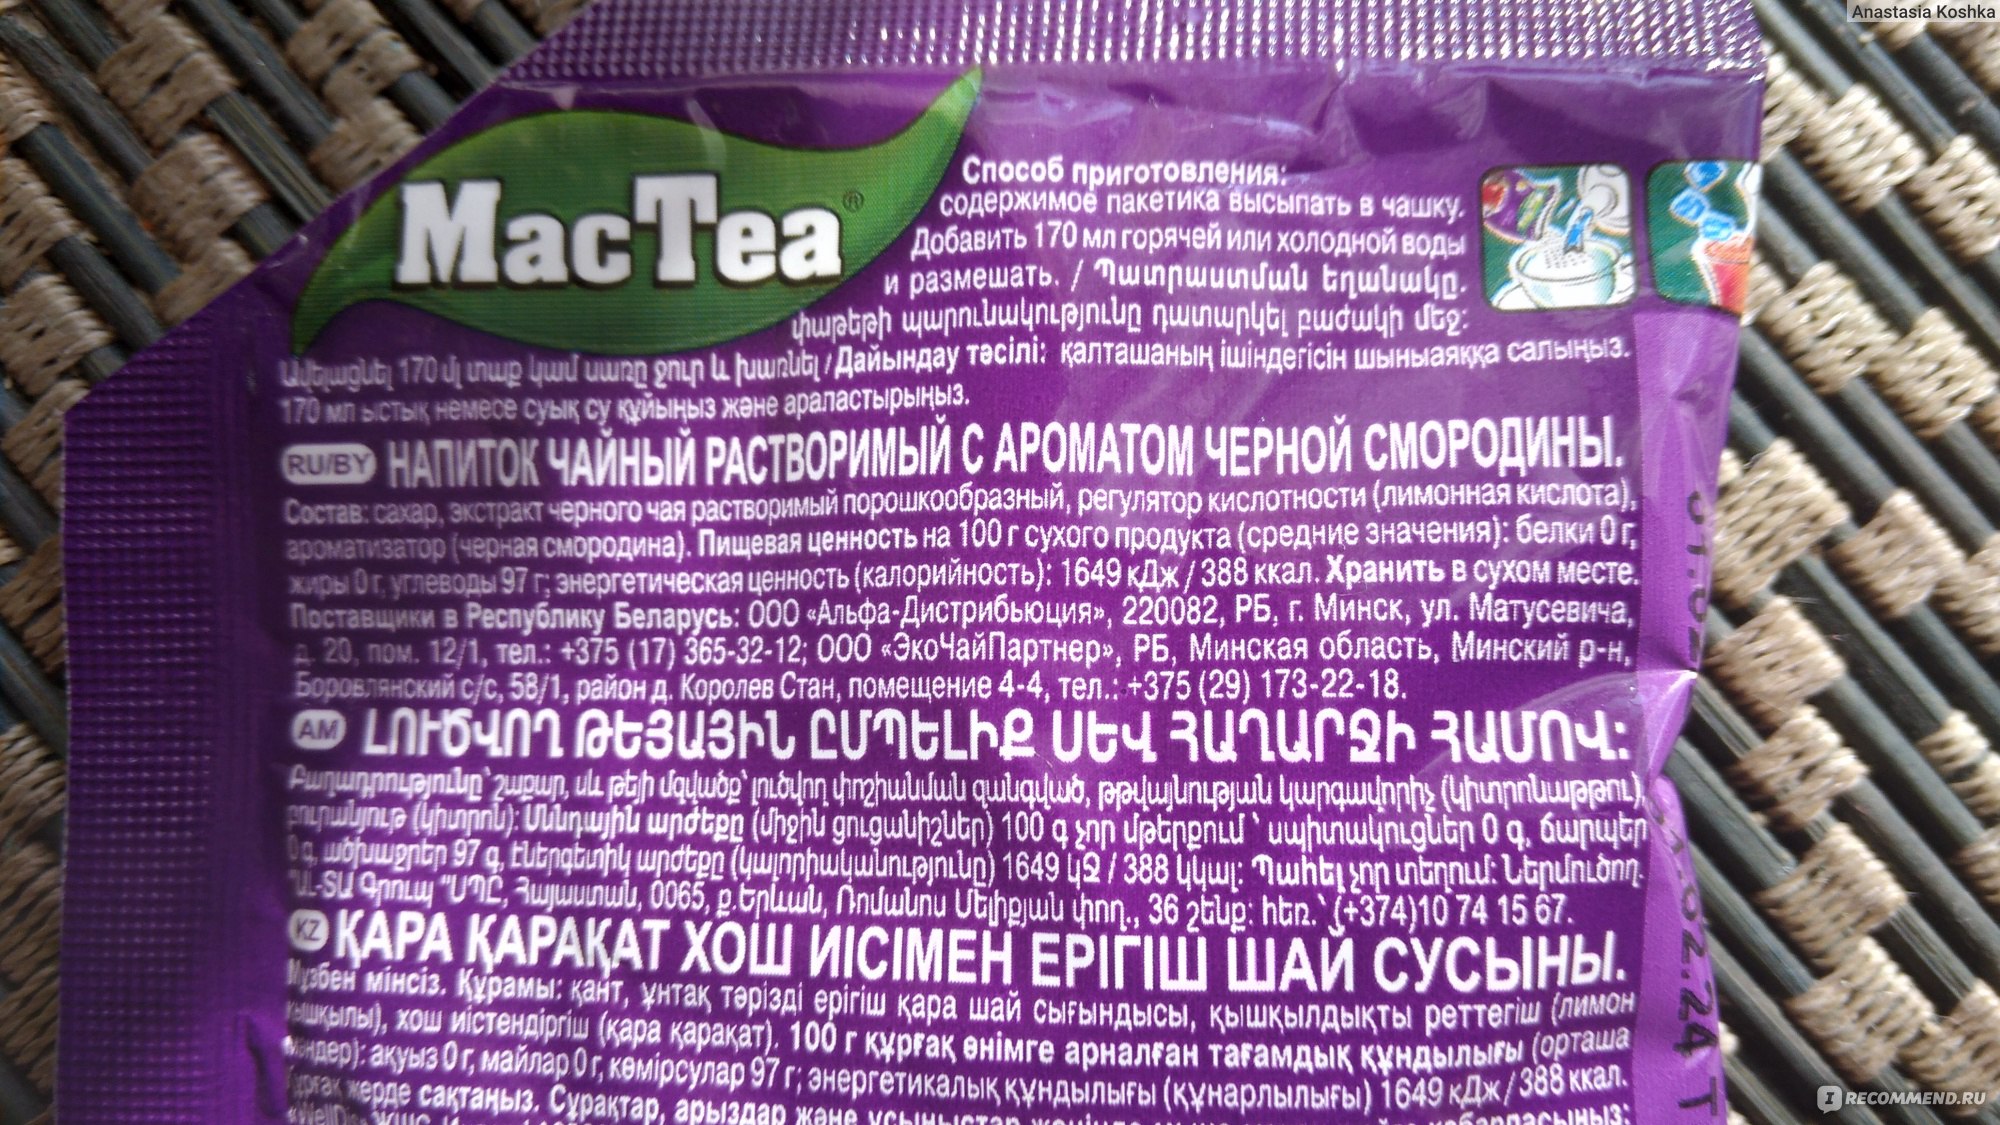 Anastasia Koshka
MacTea®
Способ приготовления:
содержимое пакетика высыпать в чашку.
Добавить 170 мл горячей или холодной воды
и размешать. / Պատրաստման եղանակը.
փաթեթի պարունակությունը դատարկել բաժակի մեջ:
Ավելացնել 170 մլ տաք կամ սառը ջուր և խառնել / Дайындау тәсілі: қалташаның ішіндегісін шыныаяққа салыңыз.
170 мл ыстық немесе суық су құйыңыз және араластырыңыз.
RU/BY НАПИТОК ЧАЙНЫЙ РАСТВОРИМЫЙ С АРОМАТОМ ЧЕРНОЙ СМОРОДИНЫ.
Состав: сахар, экстракт черного чая растворимый порошкообразный, регулятор кислотности (лимонная кислота),
ароматизатор (черная смородина). Пищевая ценность на 100 г сухого продукта (средние значения): белки 0 г,
жиры 0 г, углеводы 97 г; энергетическая ценность (калорийность): 1649 кДж / 388 ккал. Хранить в сухом месте.
Поставщики в Республику Беларусь: ООО «Альфа-Дистрибьюция», 220082, РБ, г. Минск, ул. Матусевича,
д. 20, пом. 12/1, тел.: +375 (17) 365-32-12; ООО «ЭкоЧайПартнер», РБ, Минская область, Минский р-н,
Боровлянский с/с, 58/1, район д. Королев Стан, помещение 4-4, тел.: +375 (29) 173-22-18.
AM ԼՈՒԾՎՈՂ ԹԵՅԱՅԻՆ ԸՄՊԵԼԻՔ ՍԵՎ ՀԱՂԱՐՋԻ ՀԱՄՈՎ:
Բաղադրությունը՝ շաքար, սև թեյի մզվածք՝ լուծվող փոշիանման զանգված, թթվայնության կարգավորիչ (կիտրոնաթթու),
բուրակյութ (կիտրոն): Սննդային արժեքը (միջին ցուցանիշներ) 100 գ չոր մթերքում ՝ սպիտակուցներ 0 գ, ճարպեր
0 գ, ածխաջրեր 97 գ, էներգետիկ արժեքը (կալորիականությունը) 1649 կՋ / 388 կկալ: Պահել չոր տեղում: Ներմուծող.
"ԱԼ-ՏԱ Գրուպ "ՍՊԸ, Հայաստան, 0065, ք.Երևան, Ռոմանոս Մելիքյան փող., 36 շենք: հեռ.՝ (+374)10 74 15 67.
KZ ҚАРА ҚАРАҚАТ ХОШ ИІСІМЕН ЕРІГІШ ШАЙ СУСЫНЫ.
Мүзбен мінсіз. Құрамы: қант, ұнтақ тәрізді ерігіш қара шай сығындысы, қышқылдықты реттегіш (лимон
қышқылы), хош иістендіргіш (қара қарақат). 100 г құрғақ өнімге арналған тағамдық құндылығы (орташа
мәндер): ақуыз 0 г, майлар 0 г, көмірсулар 97 г; энергетикалық құндылығы (құнарлылығы) 1649 кДж / 388 ккал.
Құрғақ жерде сақтаңыз. Сұрақтар, арыздар және ұсыныстар
02.24 T
IRECOMMEND.RU